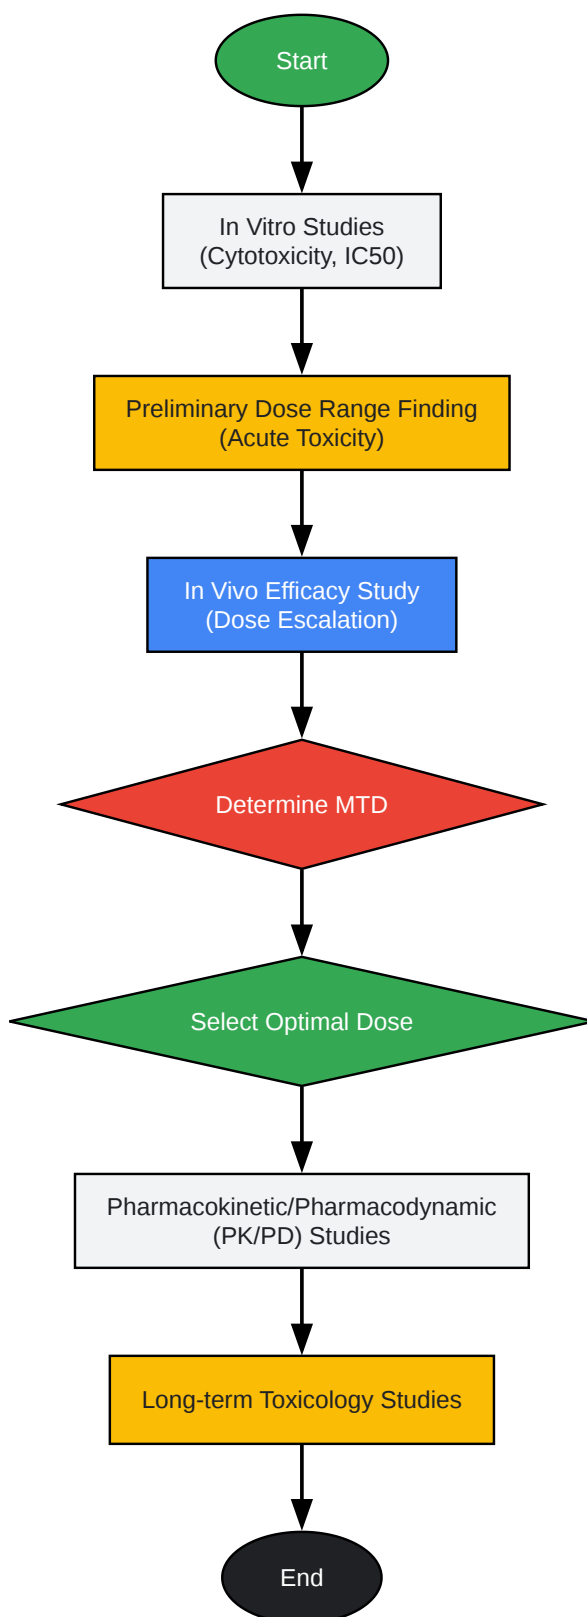 Start
In Vitro Studies
(Cytotoxicity, IC50)
Preliminary Dose Range Finding
(Acute Toxicity)
In Vivo Efficacy Study
(Dose Escalation)
Determine MTD
Select Optimal Dose
Pharmacokinetic/Pharmacodynamic
(PK/PD) Studies
Long-term Toxicology Studies
End